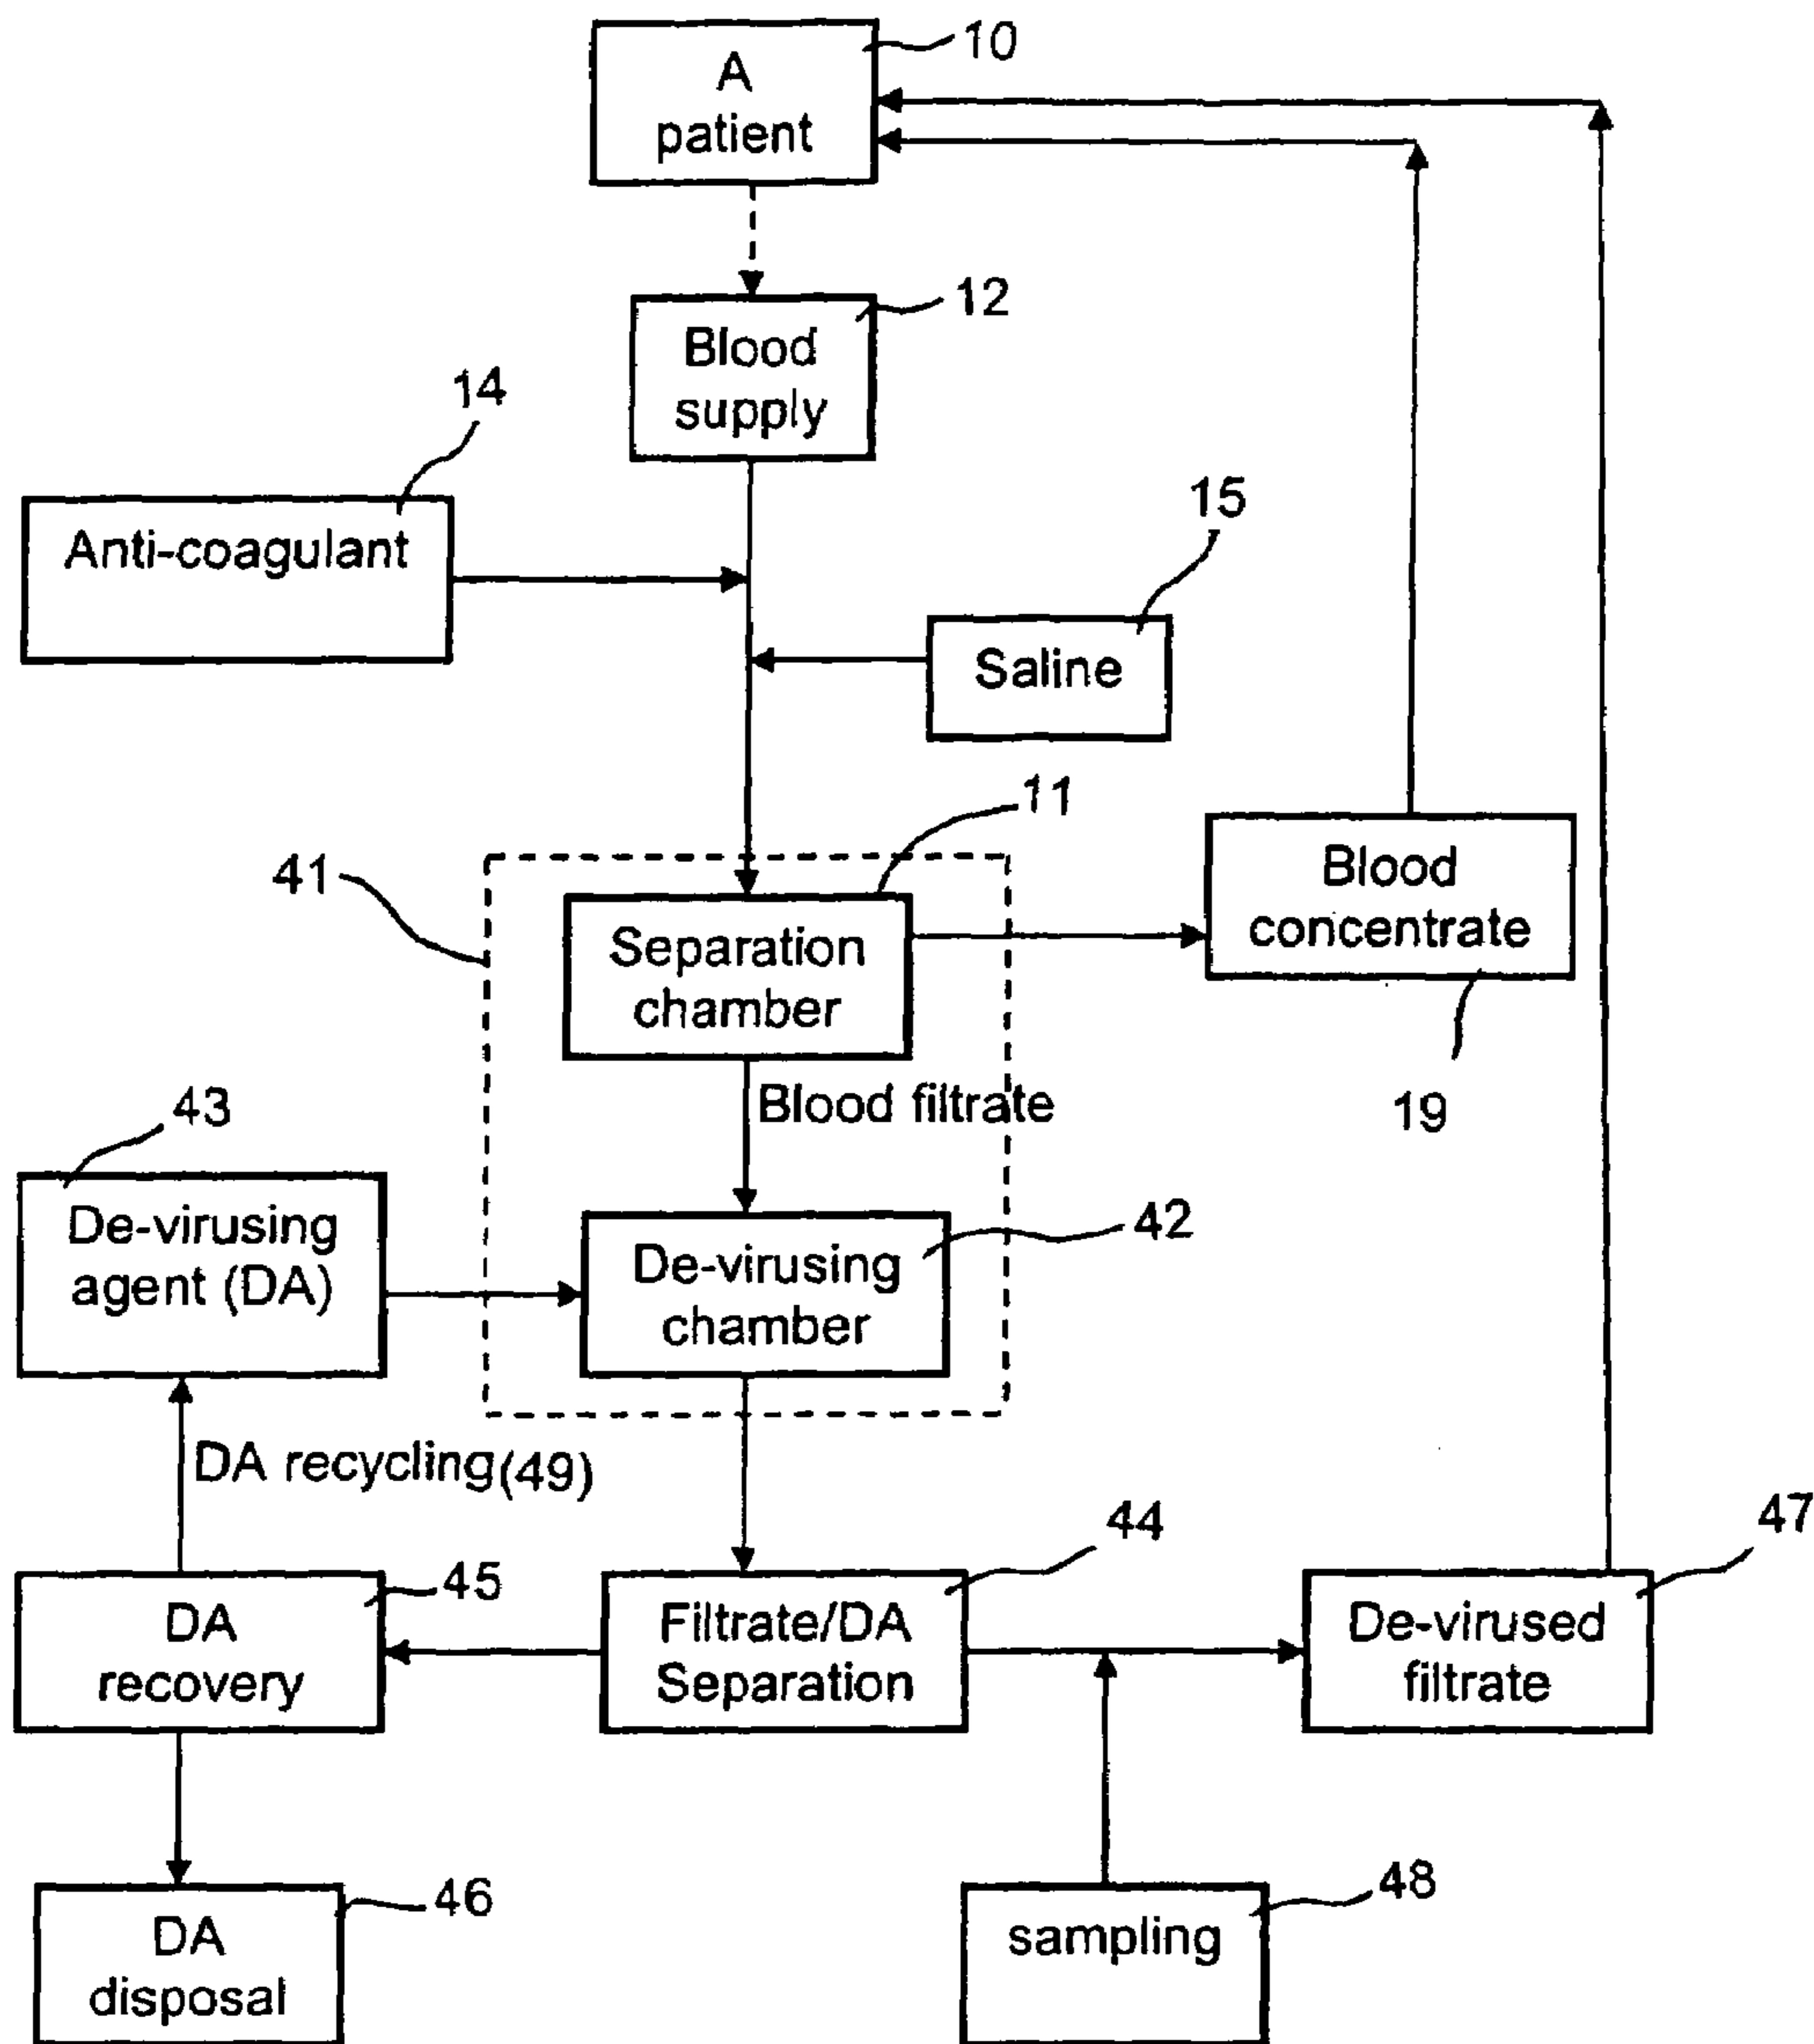 10
A
patient
12
Blood
supply
14
Anti-coagulant
15
Saline
11
41
Separation
chamber
Blood
concentrate
19
Blood filtrate
43
De-virusing
agent (DA)
42
De-virusing
chamber
DA recycling(49)
44
47
45
DA
recovery
Filtrate/DA
Separation
De-virused
filtrate
46
DA
disposal
48
sampling